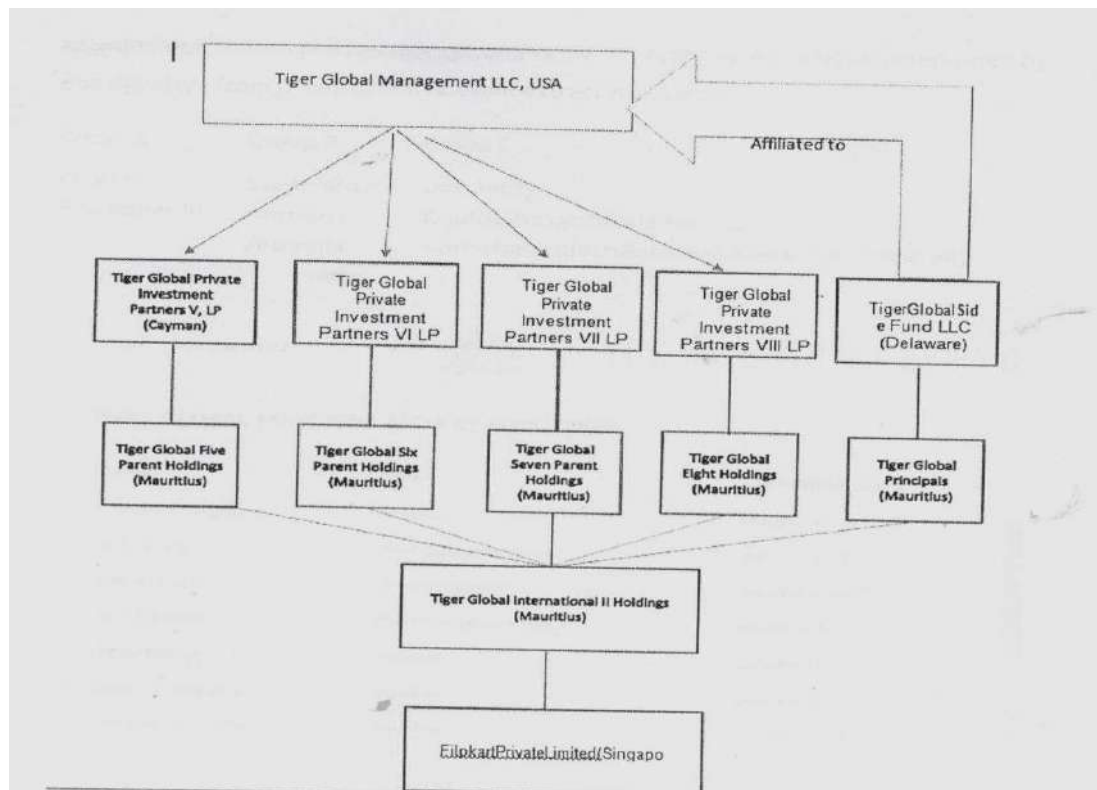 Tiger Global Management LLC, USA
Affiliated to
Tiger Global Private
Investment
Partners V, LP
(Cayman)
Tiger Global
Private
Investment
Partners VI LP
Tiger Global
Private
Investment
Partners VII LP
Tiger Global
Private
Investment
Partners VIII LP
TigerGlobal Sid
e Fund LLC
(Delaware)
Tiger Global Five
Parent Holdings
(Mauritius)
Tiger Global Six
Parent Holdings
(Mauritius)
Tiger Global
Seven Parent
Holdings
(Mauritius)
Tiger Global
Eight Holdings
(Mauritius)
Tiger Global
Principals
(Mauritius)
Tiger Global International II Holdings
(Mauritius)
FilpkartPrivateLimited(Singapo